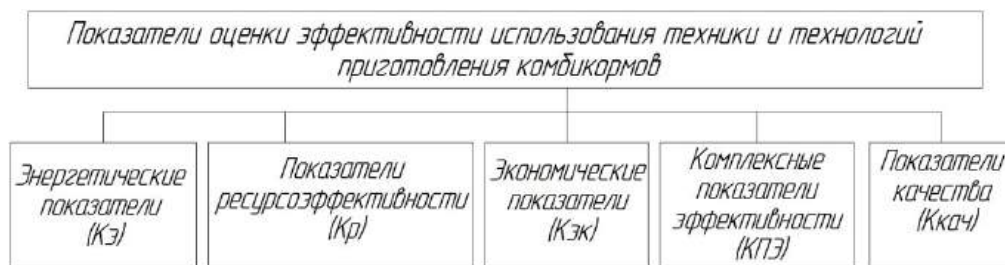 Показатели оценки эффективности использования техники и технологий
приготовления комбикормов
Энергетические
показатели
(Кэ)
Показатели
ресурсоэффективности
(Кр)
Экономические
показатели
(Кэк)
Комплексные
показатели
эффективности
(КПЭ)
Показатели
качества
(Ккач)